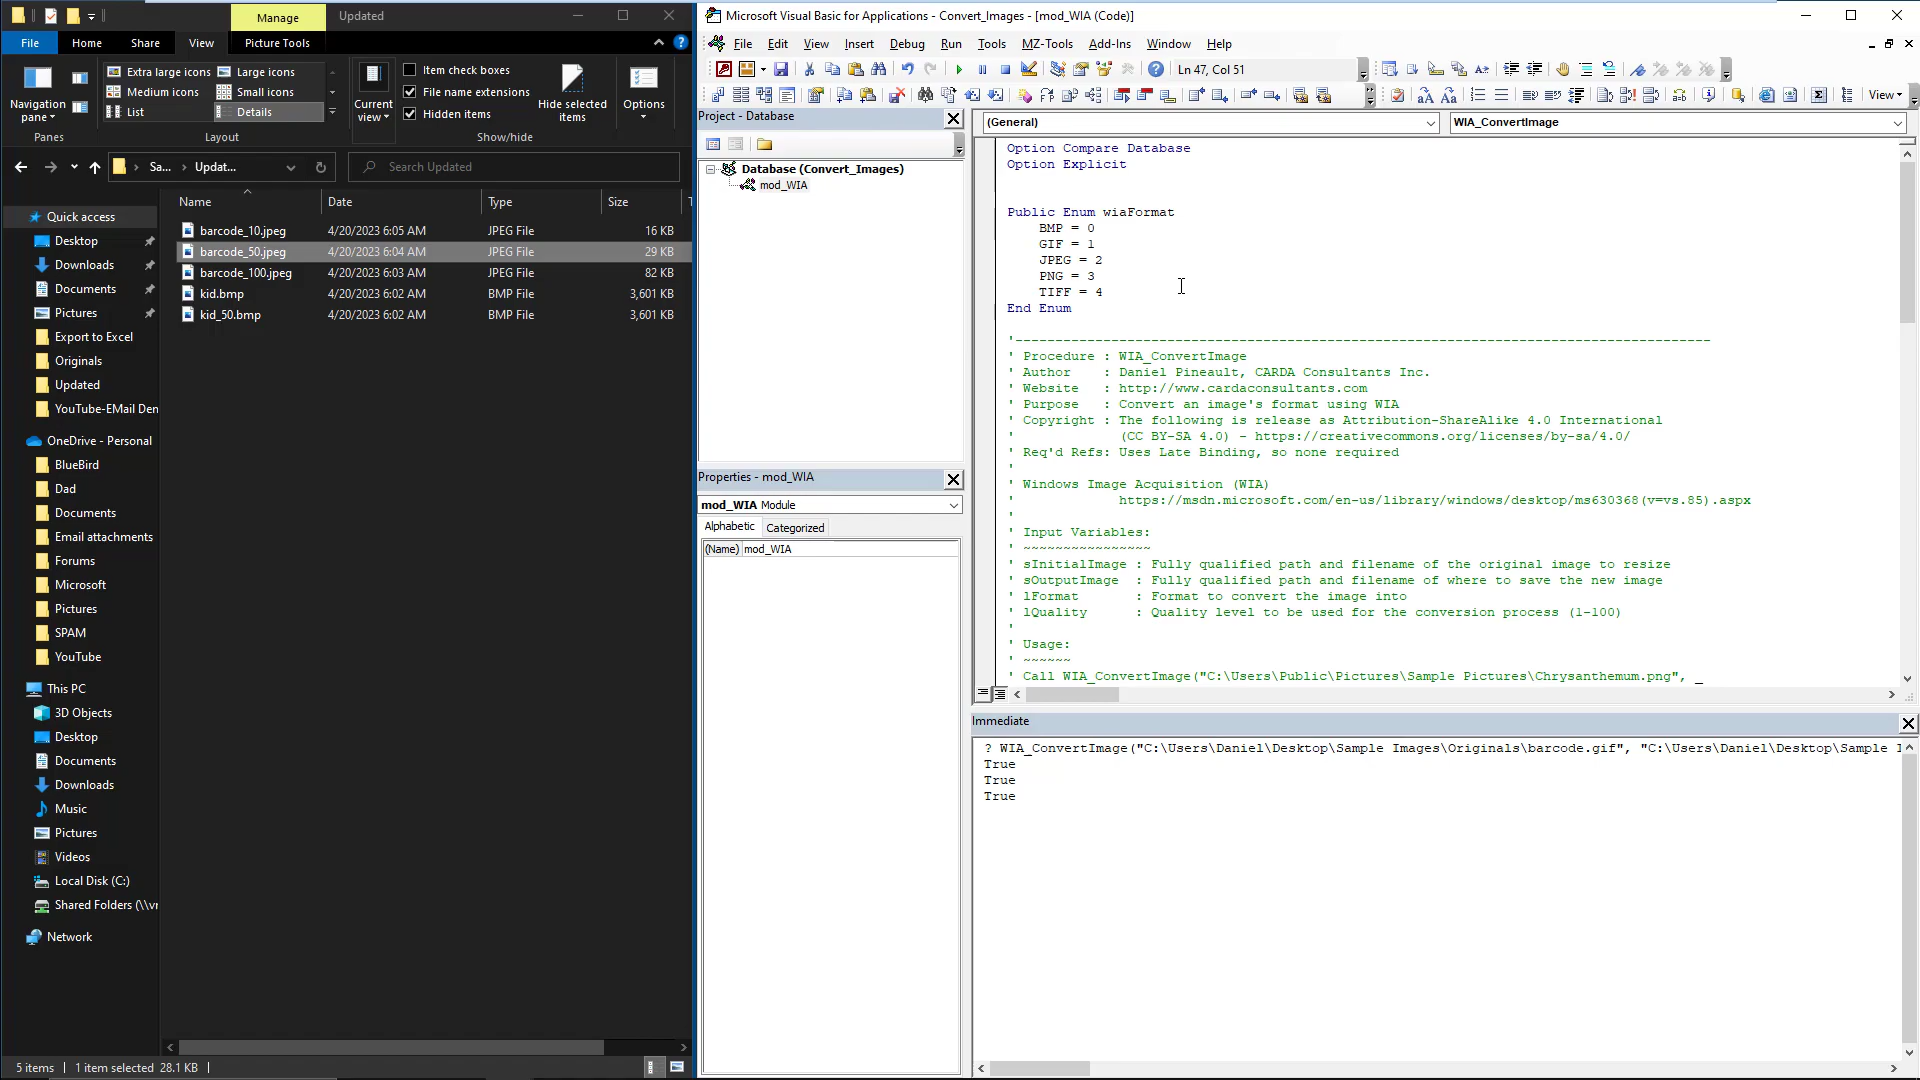 Manage
Updated
File
Home
Share
View
Picture Tools
Navigation pane
Extra large icons
Large icons
Medium icons
Small icons
List
Details
Current view
Item check boxes
File name extensions
Hidden items
Hide selected items
Options
Panes
Layout
Show/hide
Sa...
Updat...
Search Updated
Name
Date
Type
Size
barcode_10.jpeg 4/20/2023 6:05 AM JPEG File 16 KB
barcode_50.jpeg 4/20/2023 6:04 AM JPEG File 29 KB
barcode_100.jpeg 4/20/2023 6:03 AM JPEG File 82 KB
kid.bmp 4/20/2023 6:02 AM BMP File 3,601 KB
kid_50.bmp 4/20/2023 6:02 AM BMP File 3,601 KB
Quick access
Desktop
Downloads
Documents
Pictures
Export to Excel
Originals
Updated
YouTube-EMail Den
OneDrive - Personal
BlueBird
Dad
Documents
Email attachments
Forums
Microsoft
Pictures
SPAM
YouTube
This PC
3D Objects
Desktop
Documents
Downloads
Music
Pictures
Videos
Local Disk (C:)
Shared Folders (\\vr
Network
5 items
1 item selected 28.1 KB
Microsoft Visual Basic for Applications - Convert_Images - [mod_WIA (Code)]
File Edit View Insert Debug Run Tools MZ-Tools Add-Ins Window Help
Ln 47, Col 51
View
Project - Database
Database (Convert_Images)
mod_WIA
Properties - mod_WIA
mod_WIA Module
Alphabetic
Categorized
(Name) mod_WIA
(General)
WIA_ConvertImage
Option Compare Database
Option Explicit
Public Enum wiaFormat
BMP = 0
GIF = 1
JPEG = 2
PNG = 3
TIFF = 4
End Enum
'---------------------------------------------------------------------------------------
' Procedure : WIA_ConvertImage
' Author    : Daniel Pineault, CARDA Consultants Inc.
' Website   : http://www.cardaconsultants.com
' Purpose   : Convert an image's format using WIA
' Copyright : The following is release as Attribution-ShareAlike 4.0 International
'             (CC BY-SA 4.0) - https://creativecommons.org/licenses/by-sa/4.0/
' Req'd Refs: Uses Late Binding, so none required
'
' Windows Image Acquisition (WIA)
'             https://msdn.microsoft.com/en-us/library/windows/desktop/ms630368(v=vs.85).aspx
'
' Input Variables:
' ~~~~~~~~~~~~~~~~
' sInitialImage : Fully qualified path and filename of the original image to resize
' sOutputImage  : Fully qualified path and filename of where to save the new image
' lFormat       : Format to convert the image into
' lQuality      : Quality level to be used for the conversion process (1-100)
'
' Usage:
' ~~~~~~
' Call WIA_ConvertImage("C:\Users\Public\Pictures\Sample Pictures\Chrysanthemum.png", _
Immediate
? WIA_ConvertImage("C:\Users\Daniel\Desktop\Sample Images\Originals\barcode.gif", "C:\Users\Daniel\Desktop\Sample I
True
True
True